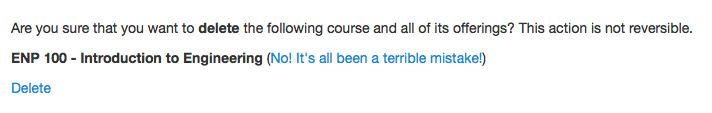 Are you sure that you want to delete the following course and all of its offerings? This action is not reversible.
ENP 100 - Introduction to Engineering (No! It's all been a terrible mistake!)
Delete